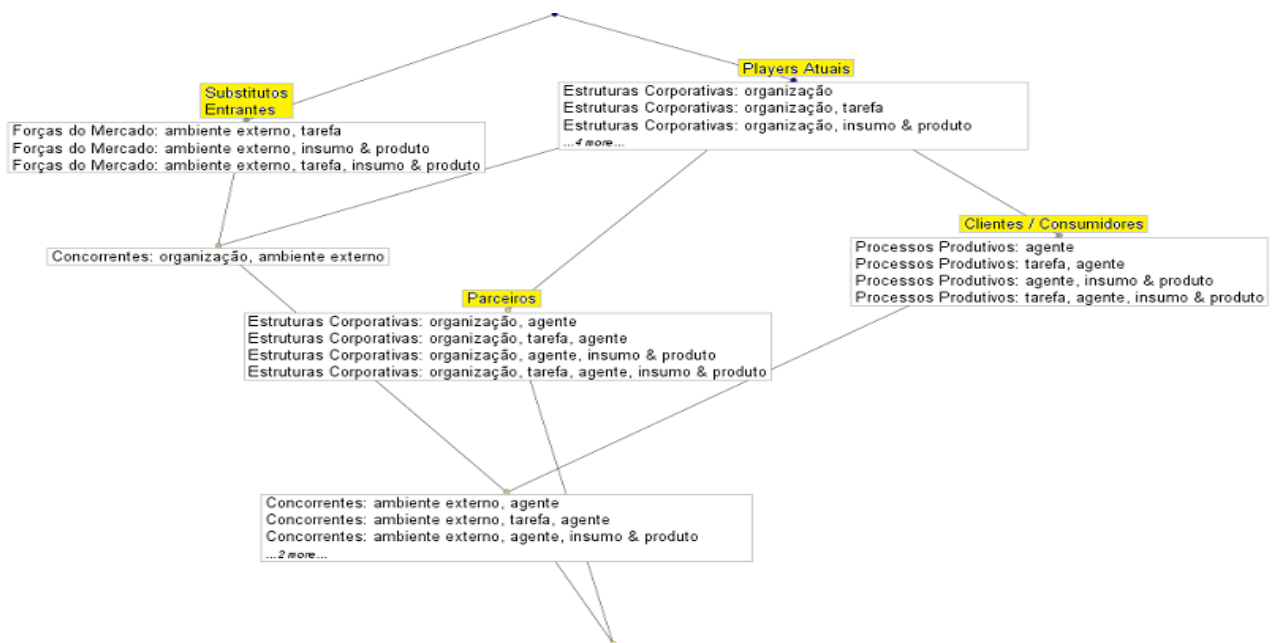 Players Atuais
Estruturas Corporativas: organização
Estruturas Corporativas: organização, tarefa
Estruturas Corporativas: organização, insumo & produto
...4 more...
Substitutos
Entrantes
Forças do Mercado: ambiente externo, tarefa
Forças do Mercado: ambiente externo, insumo & produto
Forças do Mercado: ambiente externo, tarefa, insumo & produto
Clientes / Consumidores
Processos Produtivos: agente
Processos Produtivos: tarefa, agente
Processos Produtivos: agente, insumo & produto
Processos Produtivos: tarefa, agente, insumo & produto
Concorrentes: organização, ambiente externo
Parceiros
Estruturas Corporativas: organização, agente
Estruturas Corporativas: organização, tarefa, agente
Estruturas Corporativas: organização, agente, insumo & produto
Estruturas Corporativas: organização, tarefa, agente, insumo & produto
Concorrentes: ambiente externo, agente
Concorrentes: ambiente externo, tarefa, agente
Concorrentes: ambiente externo, agente, insumo & produto
...2 more...